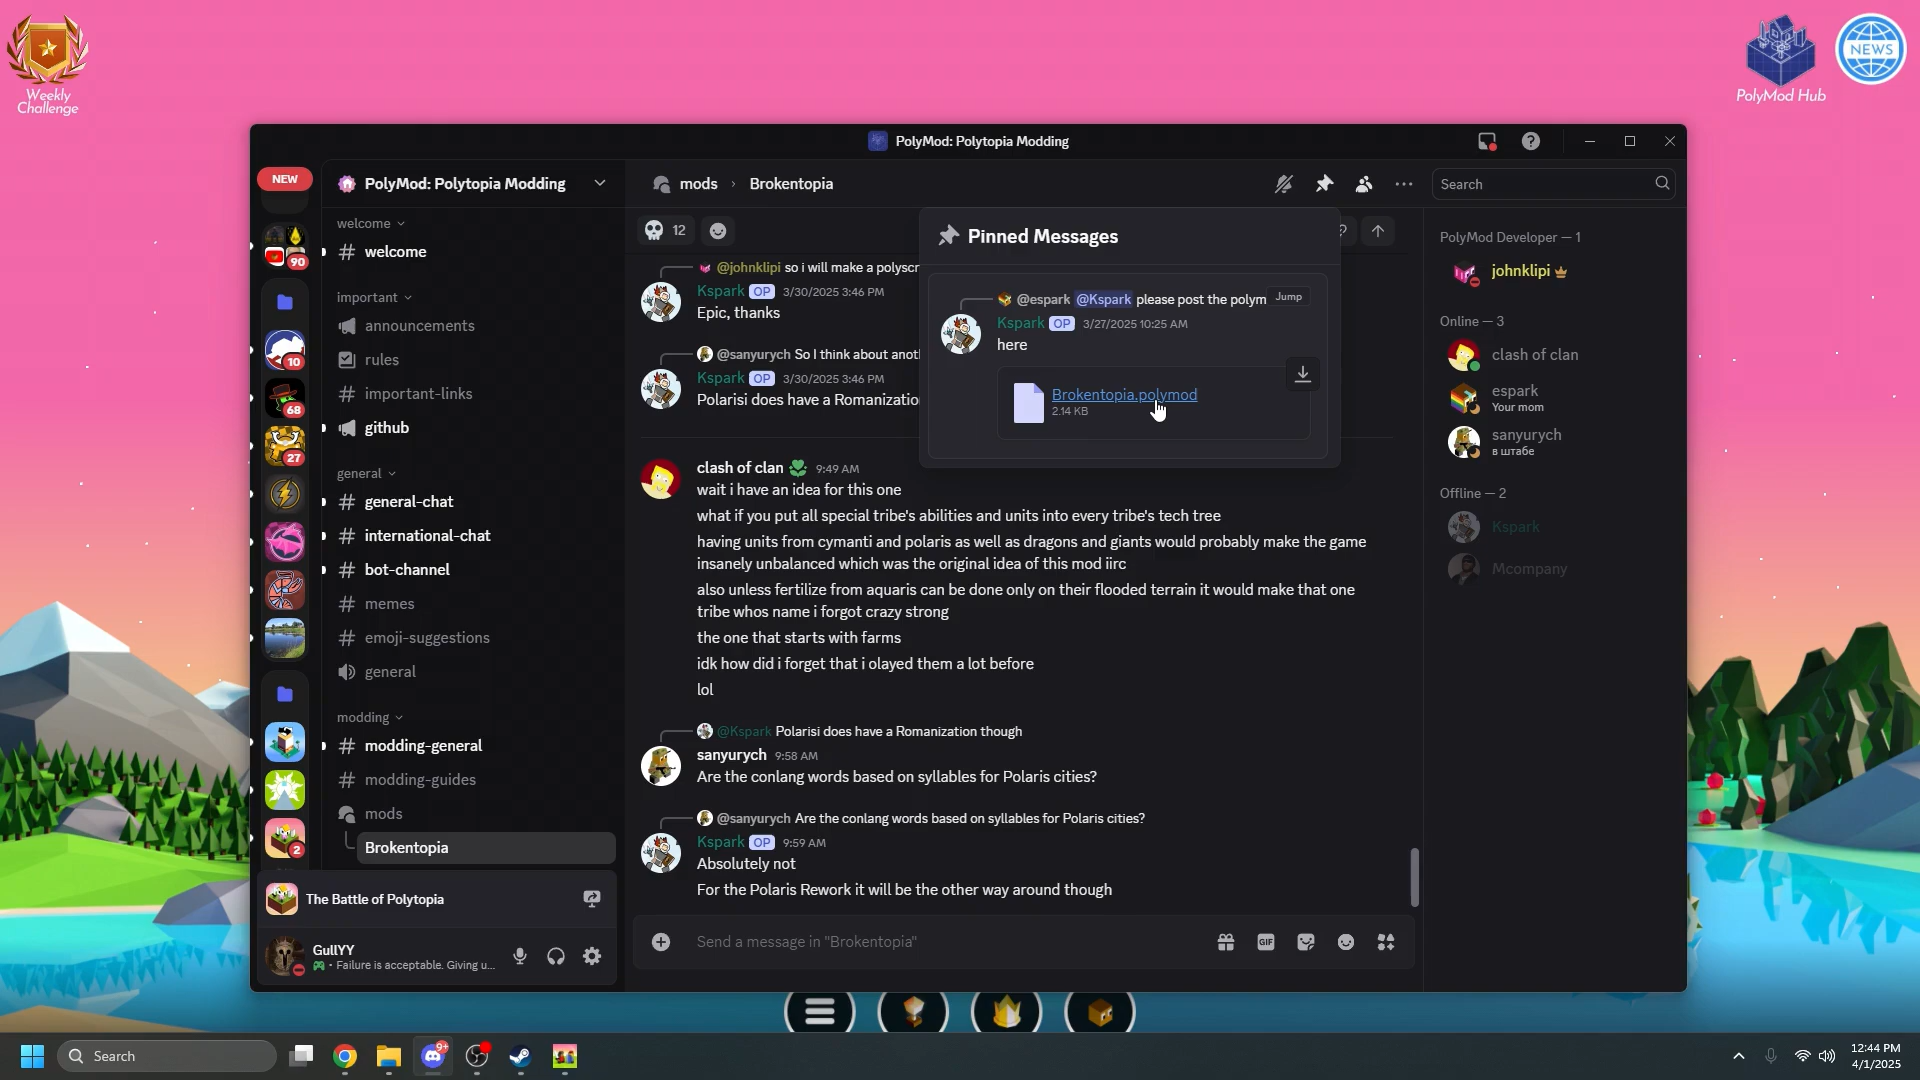 Weekly
Challenge
PolyMod Hub
NEWS
PolyMod: Polytopia Modding
NEW
90
10
68
27
2
PolyMod: Polytopia Modding
welcome
welcome
important
announcements
rules
important-links
github
general
general-chat
international-chat
bot-channel
memes
emoji-suggestions
general
modding
modding-general
modding-guides
mods
Brokentopia
The Battle of Polytopia
GullYY
• Failure is acceptable. Giving u...
mods › Brokentopia
Search
12
@johnklipi so i will make a polyscr
Kspark OP 3/30/2025 3:46 PM
Epic, thanks
@sanyurych So I think about anot
Kspark OP 3/30/2025 3:46 PM
Polarisi does have a Romanizatio
Pinned Messages
@espark @Kspark please post the polym
Jump
Kspark OP 3/27/2025 10:25 AM
here
Brokentopia.polymod
2.14 KB
clash of clan 9:49 AM
wait i have an idea for this one
what if you put all special tribe's abilities and units into every tribe's tech tree
having units from cymanti and polaris as well as dragons and giants would probably make the game
insanely unbalanced which was the original idea of this mod iirc
also unless fertilize from aquaris can be done only on their flooded terrain it would make that one
tribe whos name i forgot crazy strong
the one that starts with farms
idk how did i forget that i olayed them a lot before
lol
@Kspark Polarisi does have a Romanization though
sanyurych 9:58 AM
Are the conlang words based on syllables for Polaris cities?
@sanyurych Are the conlang words based on syllables for Polaris cities?
Kspark OP 9:59 AM
Absolutely not
For the Polaris Rework it will be the other way around though
Send a message in "Brokentopia"
GIF
PolyMod Developer — 1
johnklipi
Online — 3
clash of clan
espark
Your mom
sanyurych
в штабе
Offline — 2
Kspark
Mcompany
Search
9+
12:44 PM
4/1/2025